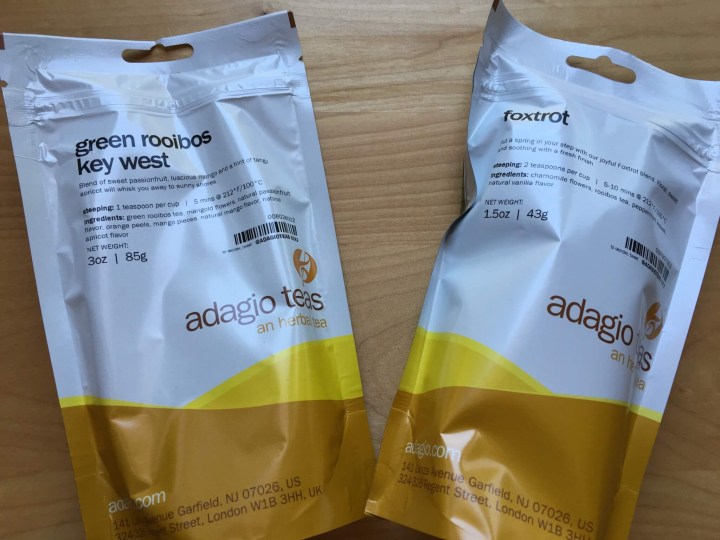 green rooibos
key west
Blend of sweet passionfruit, luscious mango and a hint of tangy
apricot will whisk you away to sunny shores
steeping: 1 teaspoon per cup | 5 mins @ 212°F/100°C
ingredients: green rooibos tea, marigold flowers, natural passionfruit
flavor, orange peels, mango pieces, natural mango flavor, natural
apricot flavor
NET WEIGHT:
3oz | 85g
adagio teas
an herbal tea
adagio.com
141 Avenue Garfield, NJ 07026, US
Street, London W1B 3HH, UK
foxtrot
put a spring in your step with our joyful Foxtrot blend.
and soothing with a fresh finish
steeping: 2 teaspoons per cup | 5-10 mins @ 212°F
ingredients: chamomile flowers, rooibos tea,
natural vanilla flavor
NET WEIGHT:
1.5oz | 43g
adagio teas
an herbal tea
adagio.com
141 Avenue Garfield, NJ 07026, US
Regent Street, London W1B 3HH, UK